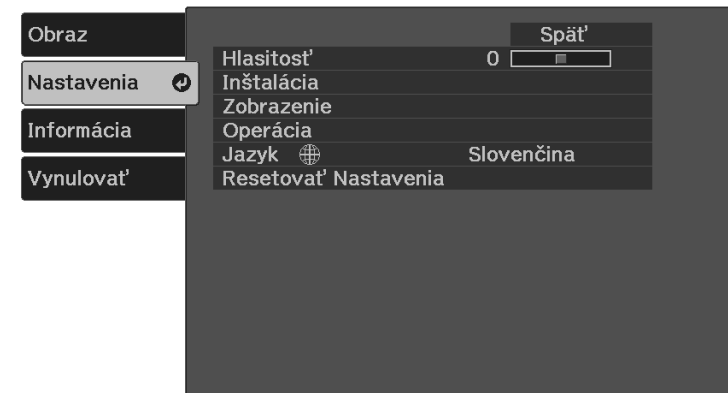 Obraz
Nastavenia
Informácia
Vynulovať
Späť
Hlasitosť 0
Inštalácia
Zobrazenie
Operácia
Jazyk Slovenčina
Resetovať Nastavenia